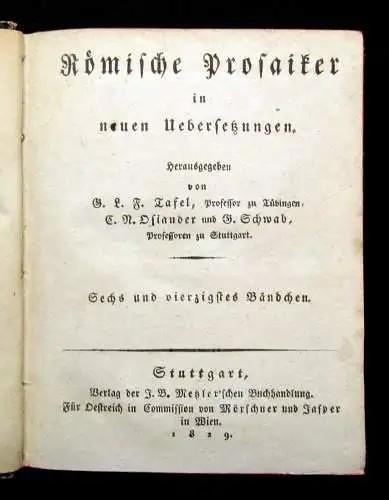 Römische Prosaiker
in
neuen Uebersetzungen.
Herausgegeben
von
G. L. F. Tafel, Professor zu Tübingen,
C. N. Osiander und G. Schwab,
Professoren zu Stuttgart.
Sechs und vierzigstes Bändchen.
Stuttgart,
Verlag der J. B. Metzler'schen Buchhandlung.
Für Oestreich in Commission von Mörschner und Jasper
in Wien.
1829.